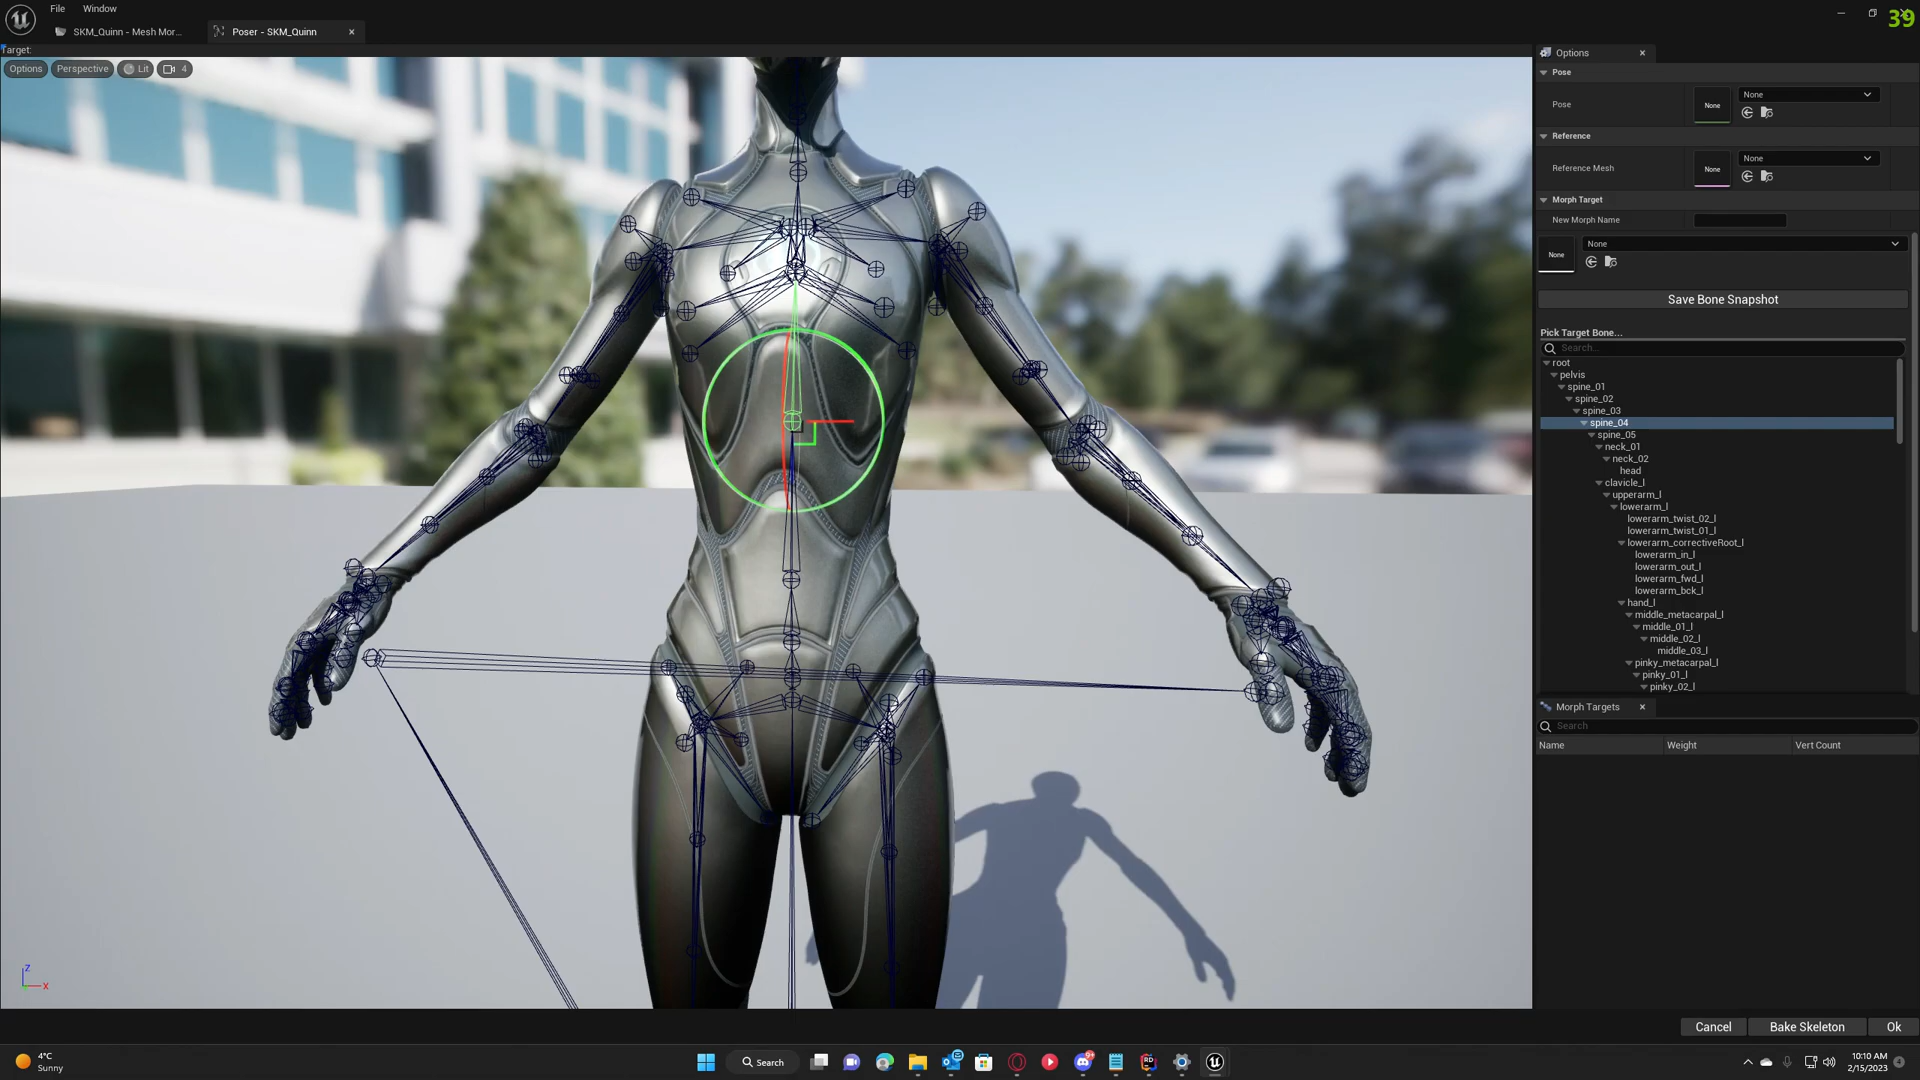 File
Window
39
SKM_Quinn - Mesh Mor...
Poser - SKM_Quinn
Target:
Options
Perspective
Lit
4
Options
Pose
Pose
None
None
Reference
Reference Mesh
None
None
Morph Target
New Morph Name
None
None
Save Bone Snapshot
Pick Target Bone...
Search...
root
pelvis
spine_01
spine_02
spine_03
spine_04
spine_05
neck_01
neck_02
head
clavicle_l
upperarm_l
lowerarm_l
lowerarm_twist_02_l
lowerarm_twist_01_l
lowerarm_correctiveRoot_l
lowerarm_in_l
lowerarm_out_l
lowerarm_fwd_l
lowerarm_bck_l
hand_l
middle_metacarpal_l
middle_01_l
middle_02_l
middle_03_l
pinky_metacarpal_l
pinky_01_l
pinky_02_l
Morph Targets
Search
Name
Weight
Vert Count
Z
X
Cancel
Bake Skeleton
Ok
4°C
Sunny
Search
10:10 AM
2/15/2023